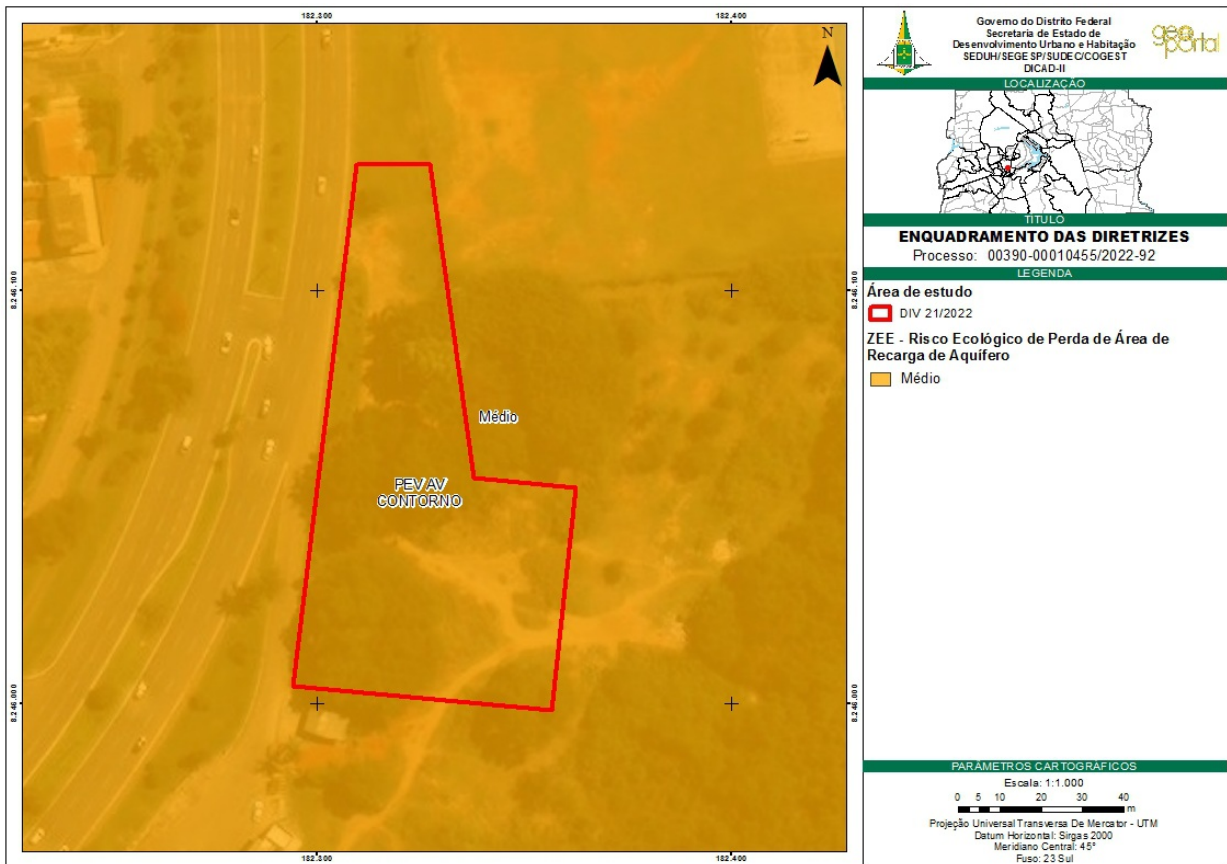 182.300
182.400
N
8.246.100
8.246.100
Médio
PEV AV
CONTORNO
8.246.000
8.246.000
182.300
182.400
Governo do Distrito Federal
Secretaria de Estado de
Desenvolvimento Urbano e Habitação
SEDUH/SEGESP/SUDEC/COGEST
DICAD-II
geo
portal
LOCALIZAÇÃO
TÍTULO
ENQUADRAMENTO DAS DIRETRIZES
Processo: 00390-00010455/2022-92
LEGENDA
Área de estudo
DIV 21/2022
ZEE - Risco Ecológico de Perda de Área de
Recarga de Aquífero
Médio
PARÂMETROS CARTOGRÁFICOS
Escala: 1:1.000
0 5 10 20 30 40
m
Projeção Universal Transversa De Mercator - UTM
Datum Horizontal: Sirgas 2000
Meridiano Central: 45°
Fuso: 23 Sul